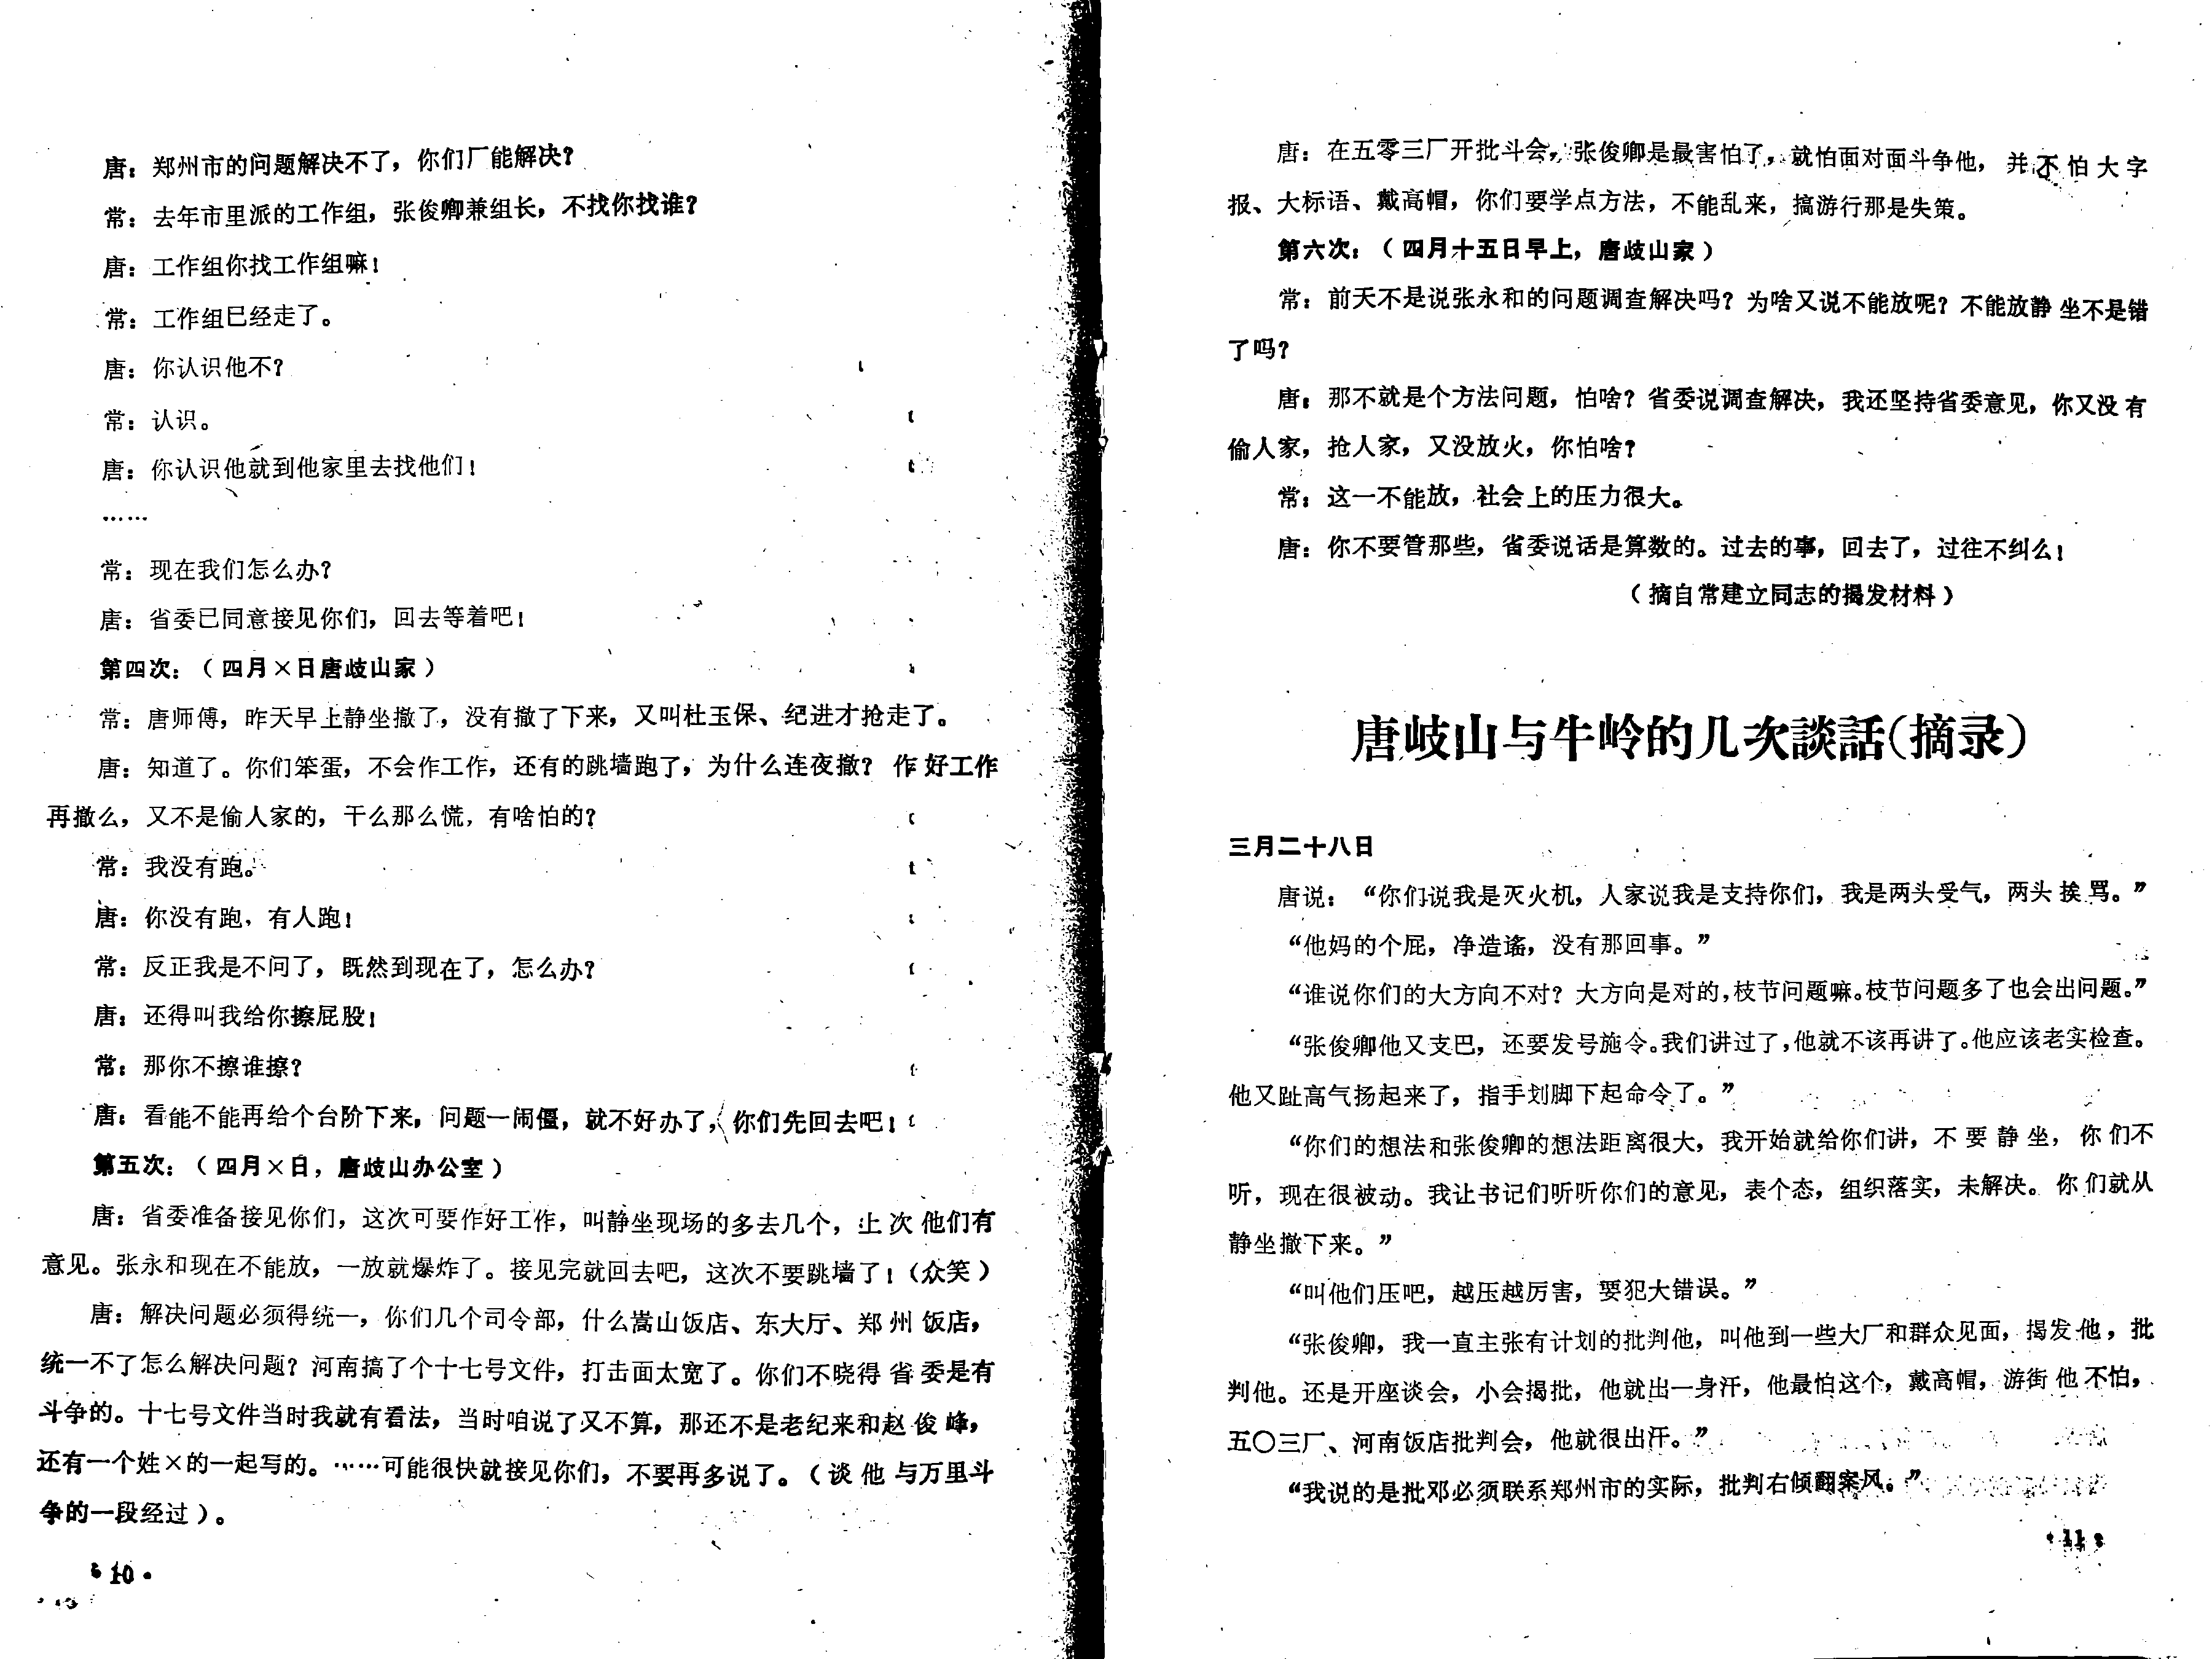 唐：郑州市的问题解决不了，你们厂能解决？
常：去年市里派的工作组，张俊卿兼组长，不找你找谁？
唐：工作组你找工作组嘛！
常：工作组已经走了。
唐：你认识他不？
常：认识。
唐：你认识他就到他家里去找他们！
……
常：现在我们怎么办？
唐：省委已同意接见你们，回去等着吧！
第四次：（四月×日唐歧山家）
常：唐师傅，昨天早上静坐撤了，没有撤了下来，又叫杜玉保、纪进才抢走了。
唐：知道了。你们笨蛋，不会作工作，还有的跳墙跑了，为什么连夜撤？作好工作
再撤么，又不是偷人家的，干么那么慌，有啥怕的？
常：我没有跑。
唐：你没有跑，有人跑！
常：反正我是不问了，既然到现在了，怎么办？
唐：还得叫我给你擦屁股！
常：那你不擦谁擦？
唐：看能不能再给个台阶下来，问题一闹僵，就不好办了，你们先回去吧！
第五次：（四月×日，唐歧山办公室）
唐：省委准备接见你们，这次可要作好工作，叫静坐现场的多去几个，上次他们有
意见。张永和现在不能放，一放就爆炸了。接见完就回去吧，这次不要跳墙了！（众笑）
唐：解决问题必须得统一，你们几个司令部，什么嵩山饭店、东大厅、郑州饭店，
统一不了怎么解决问题？河南搞了个十七号文件，打击面太宽了。你们不晓得省委是有
斗争的。十七号文件当时我就有看法，当时咱说了又不算，那还不是老纪来和赵俊峰，
还有一个姓×的一起写的。……可能很快就接见你们，不要再多说了。（谈他与万里斗
争的一段经过）。
·10·
唐：在五零三厂开批斗会，张俊卿是最害怕了，就怕面对面斗争他，并不怕大字
报、大标语、戴高帽，你们要学点方法，不能乱来，搞游行那是失策。
第六次：（四月十五日早上，唐歧山家）
常：前天不是说张永和的问题调查解决吗？为啥又说不能放呢？不能放静坐不是错
了吗？
唐：那不就是个方法问题，怕啥？省委说调查解决，我还坚持省委意见，你又没有
偷人家，抢人家，又没放火，你怕啥？
常：这一不能放，社会上的压力很大。
唐：你不要管那些，省委说话是算数的。过去的事，回去了，过往不纠么！
（摘自常建立同志的揭发材料）
唐岐山与牛岭的几次談話（摘录）
三月二十八日
唐说：“你们说我是灭火机，人家说我是支持你们，我是两头受气，两头挨骂。”
“他妈的个屁，净造谣，没有那回事。”
“谁说你们的大方向不对？大方向是对的，枝节问题嘛。枝节问题多了也会出问题。”
“张俊卿他又支巴，还要发号施令。我们讲过了，他就不该再讲了。他应该老实检查。
他又趾高气扬起来了，指手划脚下起命令了。”
“你们的想法和张俊卿的想法距离很大，我开始就给你们讲，不要静坐，你们不
听，现在很被动。我让书记们听听你们的意见，表个态，组织落实，未解决。你们就从
静坐撤下来。”
“叫他们压吧，越压越厉害，要犯大错误。”
“张俊卿，我一直主张有计划的批判他，叫他到一些大厂和群众见面，揭发他，批
判他。还是开座谈会，小会揭批，他就出一身汗，他最怕这个，戴高帽，游街他不怕，
五〇三厂、河南饭店批判会，他就很出汗。”
“我说的是批邓必须联系郑州市的实际，批判右倾翻案风。”
·11·